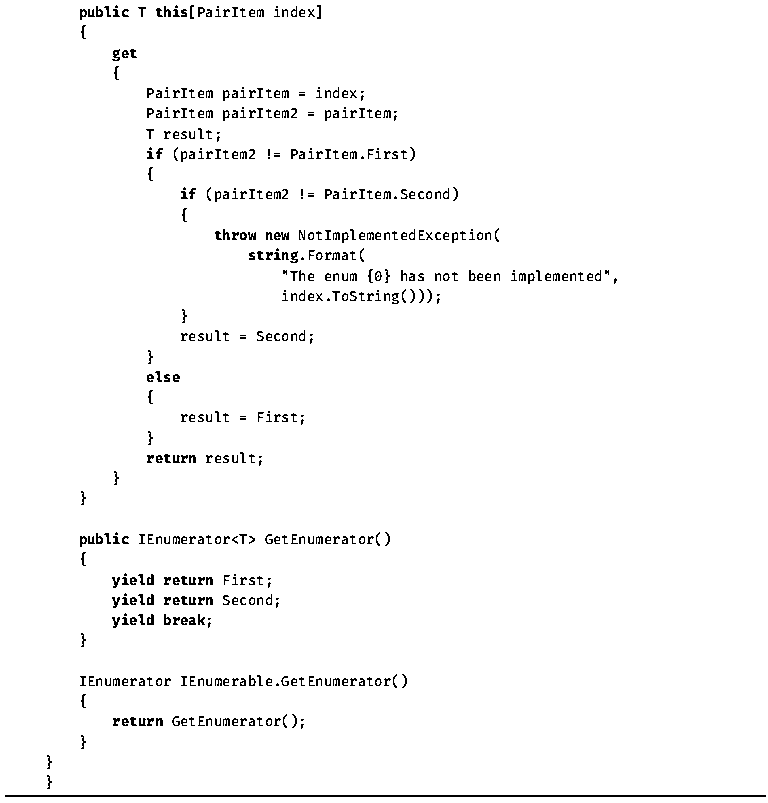 public T this[PairItem index]
{
get
{
PairItem pairItem = index;
PairItem pairItem2 = pairItem;
T result;
if (pairItem2 != PairItem.First)
{
if (pairItem2 != PairItem.Second)
{
throw new NotImplementedException(
string.Format(
"The enum {0} has not been implemented",
index.ToString()));
}
result = Second;
}
else
{
result = First;
}
return result;
}
}
public IEnumerator<T> GetEnumerator()
{
yield return First;
yield return Second;
yield break;
}
IEnumerator IEnumerable.GetEnumerator()
{
return GetEnumerator();
}
}
}